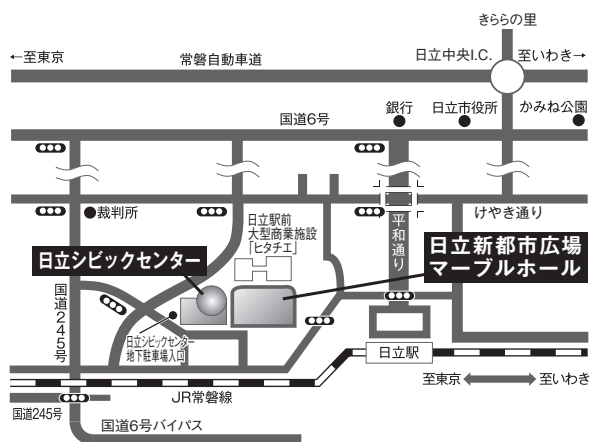 きららの里
←至東京
常磐自動車道
日立中央I.C.
至いわき→
銀行
日立市役所
かみね公園
国道6号
裁判所
日立駅前
大型商業施設
「ヒタチエ」
けやき通り
平和通り
日立シビックセンター
日立新都市広場
マーブルホール
国道245号
日立シビックセンター
地下駐車場入口
日立駅
至東京
至いわき
JR常磐線
国道245号
国道6号バイパス